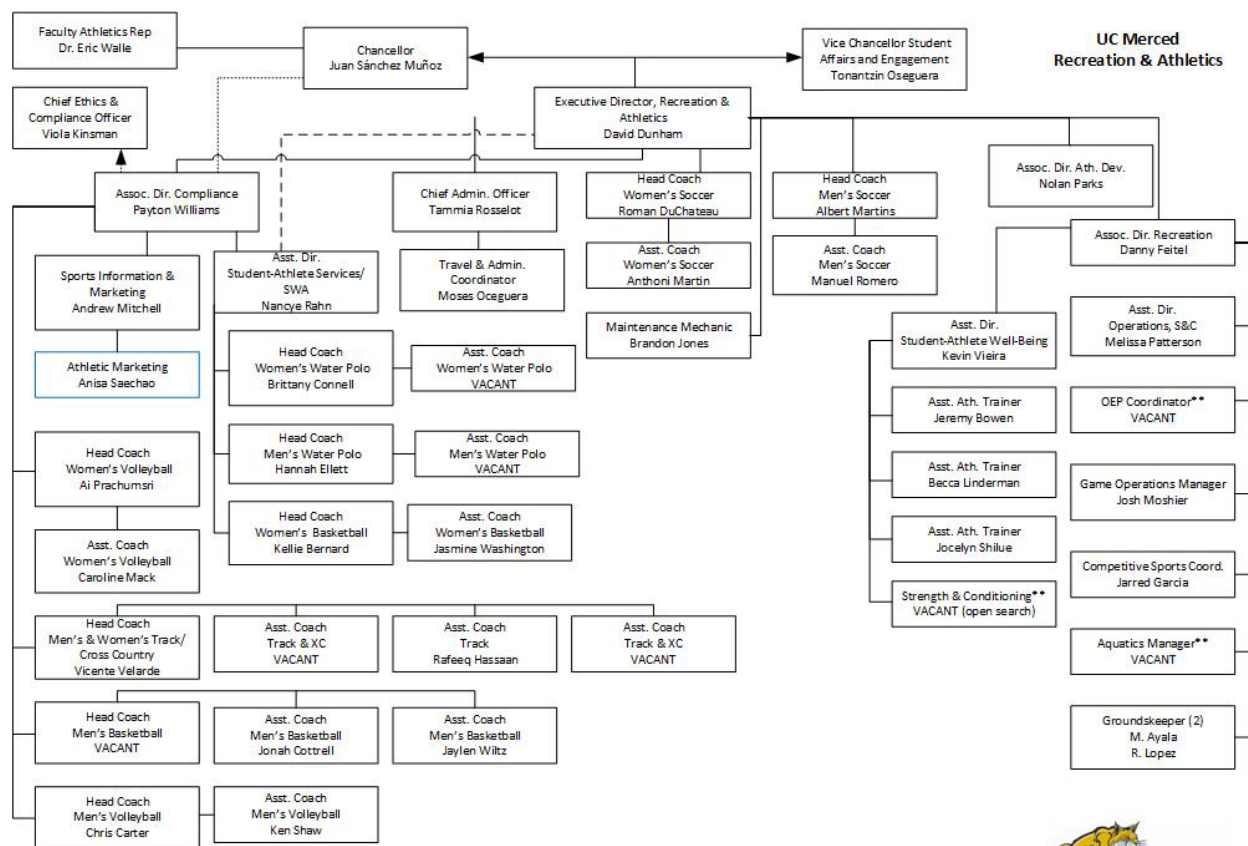 Faculty Athletics Rep
Dr. Eric Walle
Chancellor
Juan Sánchez Muñoz
Vice Chancellor Student
Affairs and Engagement
Tonantzin Oseguera
UC Merced
Recreation & Athletics
Chief Ethics &
Compliance Officer
Viola Kinsman
Executive Director, Recreation &
Athletics
David Dunham
Assoc. Dir. Compliance
Payton Williams
Chief Admin. Officer
Tammia Rosselot
Head Coach
Women's Soccer
Roman DuChateau
Head Coach
Men's Soccer
Albert Martins
Assoc. Dir. Ath. Dev.
Nolan Parks
Assoc. Dir. Recreation
Danny Feitel
Sports Information &
Marketing
Andrew Mitchell
Asst. Dir.
Student-Athlete Services/
SWA
Nancye Rahn
Travel & Admin.
Coordinator
Moses Oceguera
Asst. Coach
Women's Soccer
Anthoni Martin
Asst. Coach
Men's Soccer
Manuel Romero
Maintenance Mechanic
Brandon Jones
Asst. Dir.
Student-Athlete Well-Being
Kevin Vieira
Asst. Dir.
Operations, S&C
Melissa Patterson
Athletic Marketing
Anisa Saechao
Head Coach
Women's Water Polo
Brittany Connell
Asst. Coach
Women's Water Polo
VACANT
Asst. Ath. Trainer
Jeremy Bowen
OEP Coordinator**
VACANT
Head Coach
Women's Volleyball
Ai Prachumsri
Head Coach
Men's Water Polo
Hannah Ellett
Asst. Coach
Men's Water Polo
VACANT
Asst. Ath. Trainer
Becca Linderman
Game Operations Manager
Josh Moshier
Asst. Coach
Women's Volleyball
Caroline Mack
Head Coach
Women's Basketball
Kellie Bernard
Asst. Coach
Women's Basketball
Jasmine Washington
Asst. Ath. Trainer
Jocelyn Shilue
Competitive Sports Coord.
Jarred Garcia
Strength & Conditioning**
VACANT (open search)
Head Coach
Men's & Women's Track/
Cross Country
Vicente Velarde
Asst. Coach
Track & XC
VACANT
Asst. Coach
Track
Rafeeq Hassaan
Asst. Coach
Track & XC
VACANT
Aquatics Manager**
VACANT
Head Coach
Men's Basketball
VACANT
Asst. Coach
Men's Basketball
Jonah Cottrell
Asst. Coach
Men's Basketball
Jaylen Wiltz
Groundskeeper (2)
M. Ayala
R. Lopez
Head Coach
Men's Volleyball
Chris Carter
Asst. Coach
Men's Volleyball
Ken Shaw